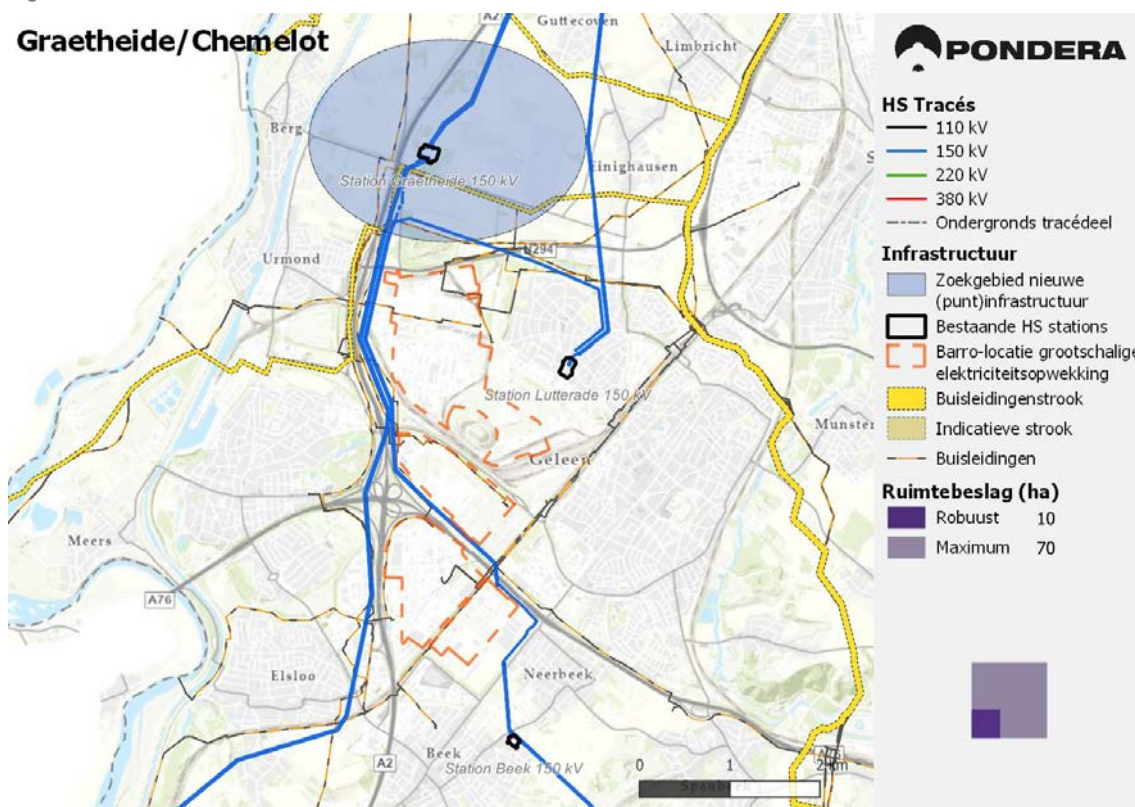 Graetheide/Chemelot
PONDERA
HS Tracés
110 kV
150 kV
220 kV
380 kV
Ondergronds tracédeel
Infrastructuur
Zoekgebied nieuwe
(punt)infrastructuur
Bestaande HS stations
Barro-locatie grootschalige
elektriciteitsopwekking
Buisleidingenstrook
Indicatieve strook
Buisleidingen
Ruimtebeslag (ha)
Robuust 10
Maximum 70
A2
Guttecoven
Limbricht
Berg
Einighausen
Station Graetheide 150 kV
Urmond
N294
Station Lutterade 150 kV
Munster
Geleen
Meers
A76
Elsloo
Neerbeek
Beek
A2
Station Beek 150 kV
0 1 2 km
Spaubeek